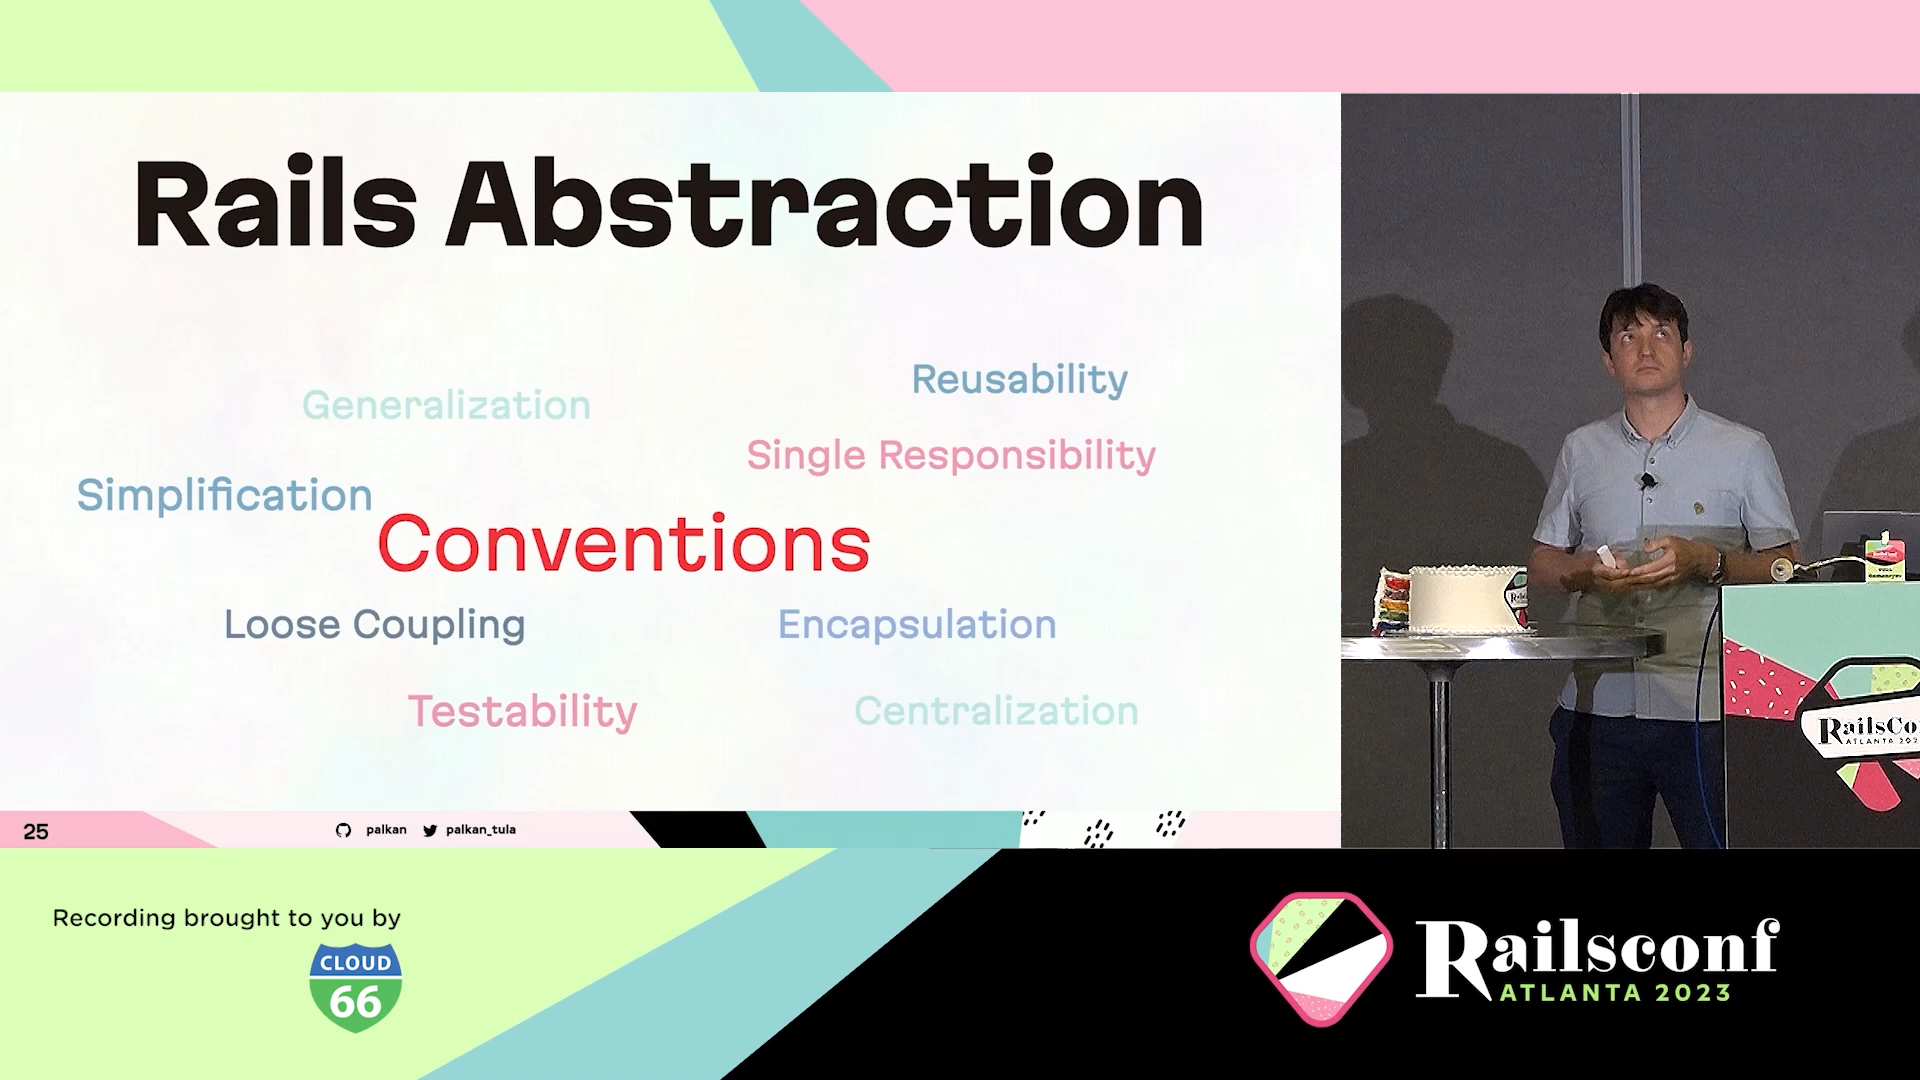 Rails Abstraction
Generalization
Reusability
Single Responsibility
Simplification
Conventions
Loose Coupling
Encapsulation
Testability
Centralization
25
palkan
palkan_tula
Recording brought to you by
CLOUD
66
Railsconf
ATLANTA 2023